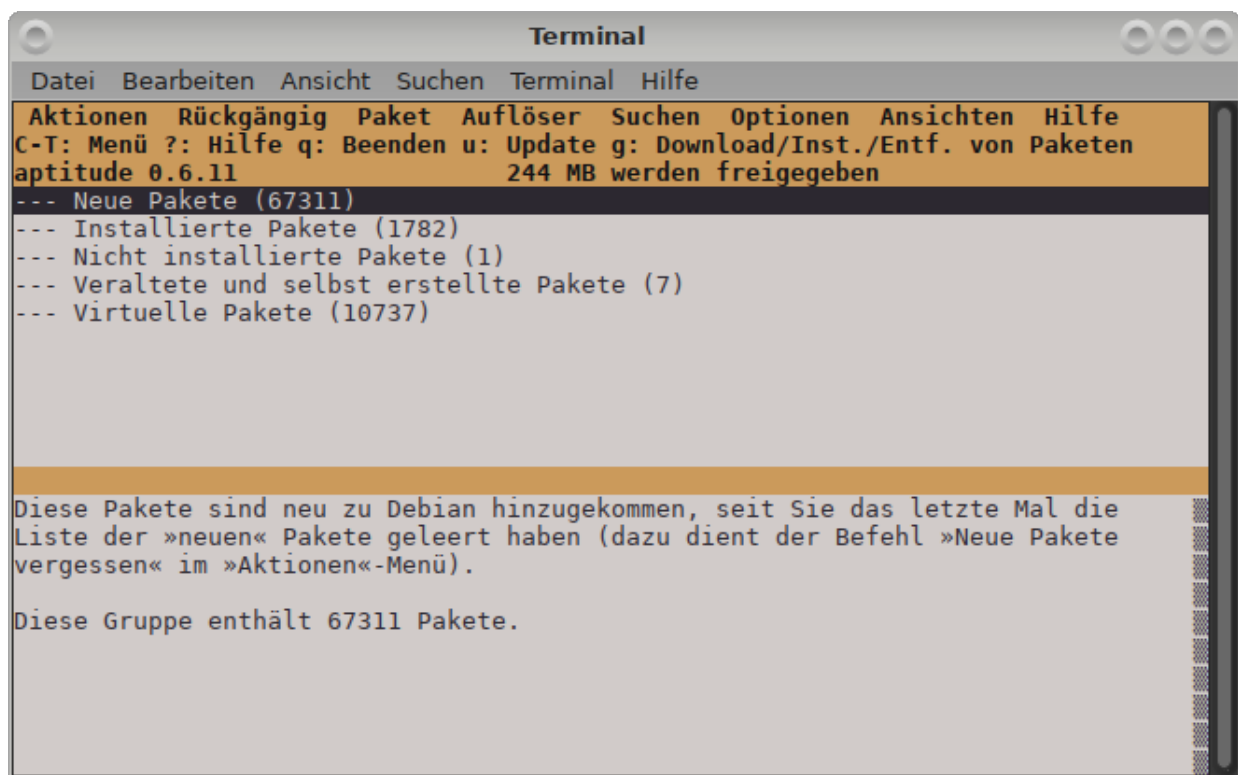 Terminal
Datei Bearbeiten Ansicht Suchen Terminal Hilfe
Aktionen Rückgängig Paket Auflöser Suchen Optionen Ansichten Hilfe
C-T: Menü ?: Hilfe q: Beenden u: Update g: Download/Inst./Entf. von Paketen
aptitude 0.6.11 244 MB werden freigegeben
--- Neue Pakete (67311)
--- Installierte Pakete (1782)
--- Nicht installierte Pakete (1)
--- Veraltete und selbst erstellte Pakete (7)
--- Virtuelle Pakete (10737)
Diese Pakete sind neu zu Debian hinzugekommen, seit Sie das letzte Mal die
Liste der »neuen« Pakete geleert haben (dazu dient der Befehl »Neue Pakete
vergessen« im »Aktionen«-Menü).
Diese Gruppe enthält 67311 Pakete.